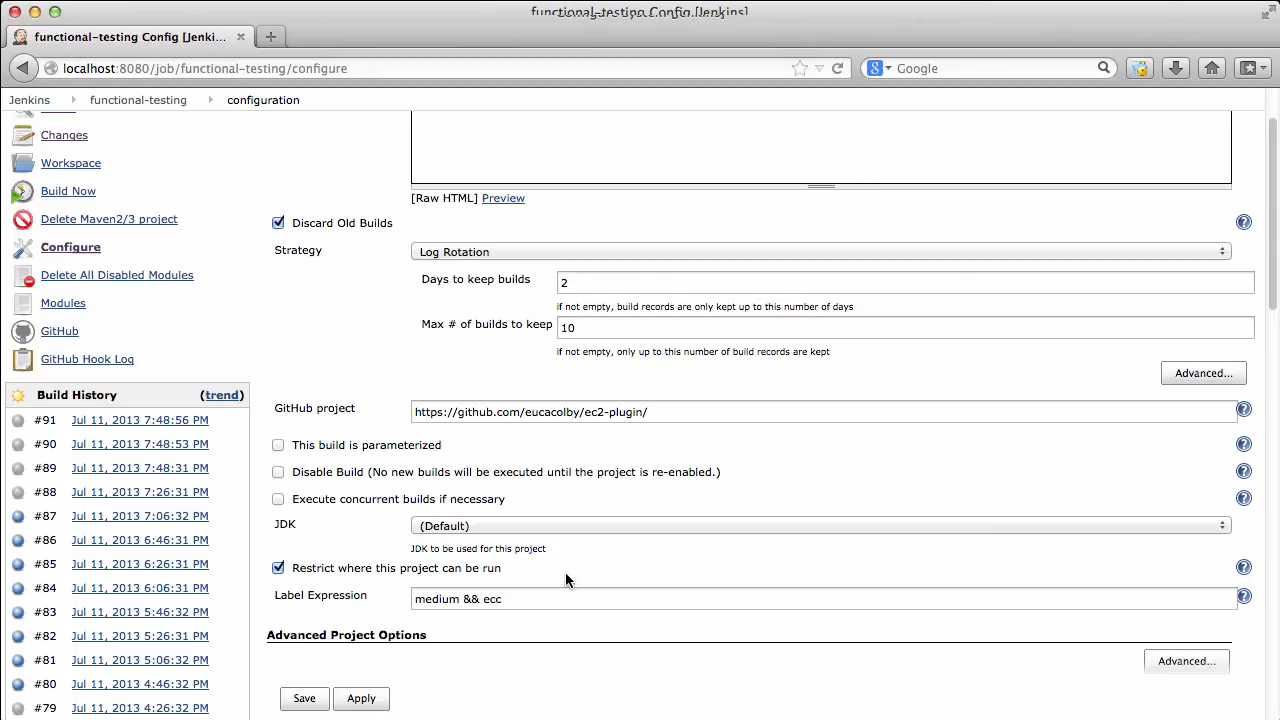 functional-testing Config [Jenkins]
functional-testing Config [Jenki...
localhost:8080/job/functional-testing/configure
Google
Jenkins functional-testing configuration
Changes
Workspace
Build Now
Delete Maven2/3 project
Configure
Delete All Disabled Modules
Modules
GitHub
GitHub Hook Log
Build History (trend)
#91 Jul 11, 2013 7:48:56 PM
#90 Jul 11, 2013 7:48:53 PM
#89 Jul 11, 2013 7:48:31 PM
#88 Jul 11, 2013 7:26:31 PM
#87 Jul 11, 2013 7:06:32 PM
#86 Jul 11, 2013 6:46:31 PM
#85 Jul 11, 2013 6:26:31 PM
#84 Jul 11, 2013 6:06:31 PM
#83 Jul 11, 2013 5:46:32 PM
#82 Jul 11, 2013 5:26:31 PM
#81 Jul 11, 2013 5:06:32 PM
#80 Jul 11, 2013 4:46:32 PM
#79 Jul 11, 2013 4:26:32 PM
[Raw HTML] Preview
Discard Old Builds
Strategy
Log Rotation
Days to keep builds
2
if not empty, build records are only kept up to this number of days
Max # of builds to keep
10
if not empty, only up to this number of build records are kept
Advanced...
GitHub project
https://github.com/eucacolby/ec2-plugin/
This build is parameterized
Disable Build (No new builds will be executed until the project is re-enabled.)
Execute concurrent builds if necessary
JDK
(Default)
JDK to be used for this project
Restrict where this project can be run
Label Expression
medium && ecc
Advanced Project Options
Advanced...
Save Apply